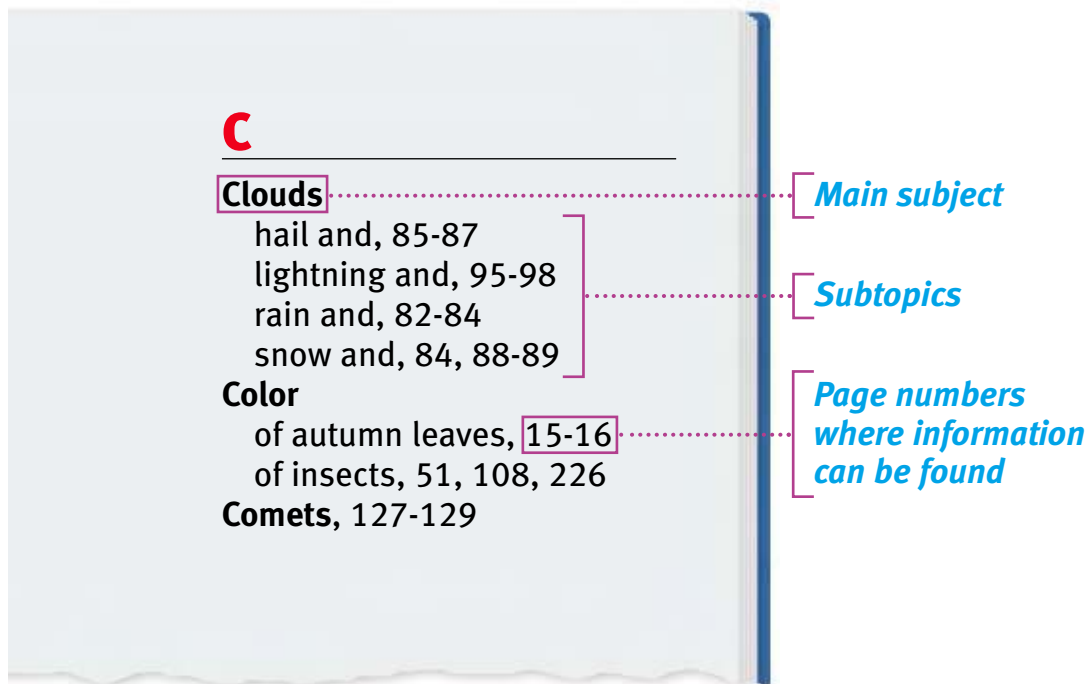 C
Clouds
hail and, 85-87
lightning and, 95-98
rain and, 82-84
snow and, 84, 88-89
Color
of autumn leaves, 15-16
of insects, 51, 108, 226
Comets, 127-129
Main subject
Subtopics
Page numbers
where information
can be found